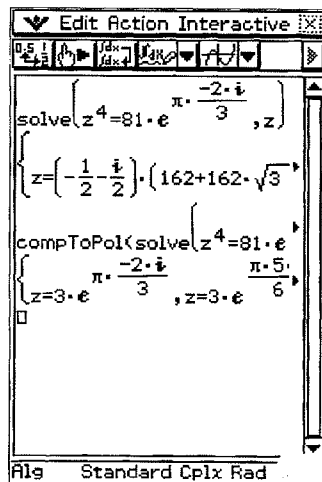 Edit Action Interactive
solve(z^4=81·e^(π·(-2·i)/3),z)
{z=(-1/2-i/2)·(162+162·√3
compToPol(solve(z^4=81·e
{z=3·e^(π·(-2·i)/3),z=3·e^(π·5·/6
Alg Standard Cplx Rad